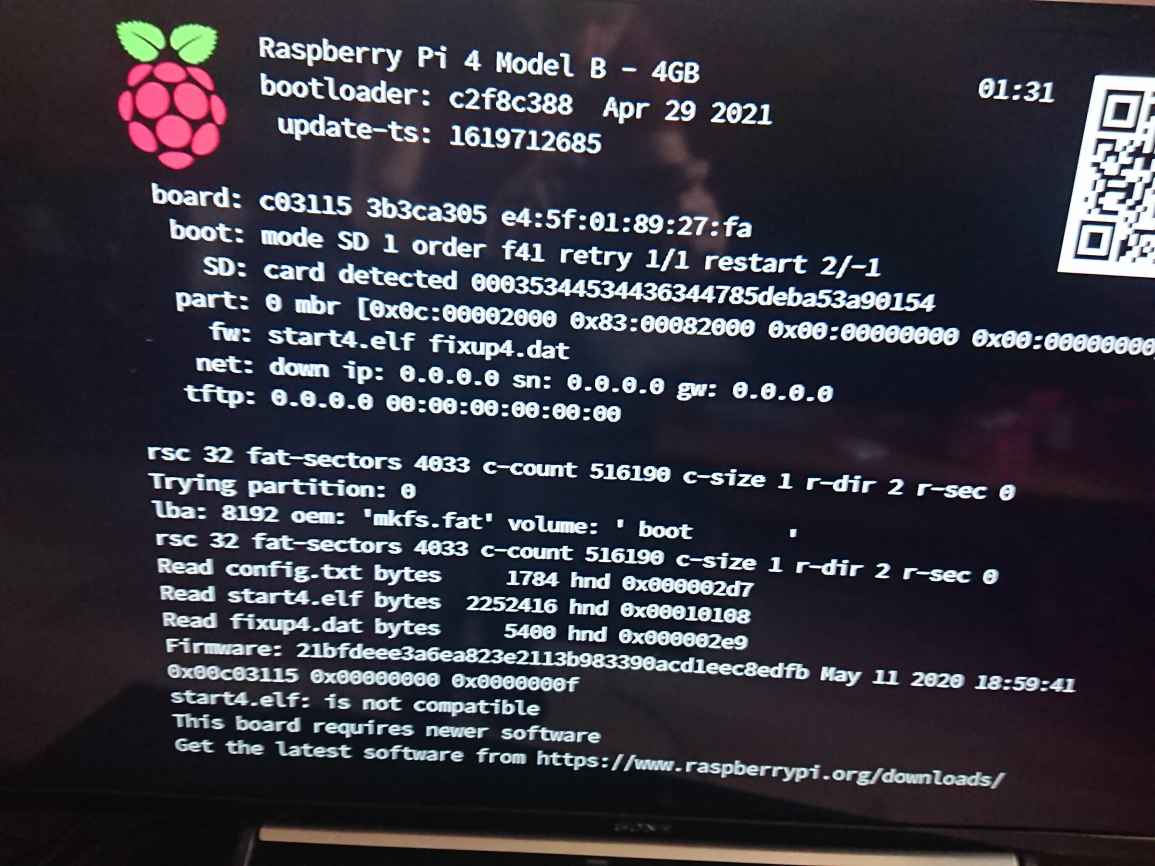 Raspberry Pi 4 Model B - 4GB
bootloader: c2f8c388 Apr 29 2021
01:31
update-ts: 1619712685
board: c03115 3b3ca305 e4:5f:01:89:27:fa
boot: mode SD 1 order f41 retry 1/1 restart 2/-1
SD: card detected 00035344534436344785deba53a90154
part: 0 mbr [0x0c:00002000 0x83:00082000 0x00:00000000 0x00:00000000
fw: start4.elf fixup4.dat
net: down ip: 0.0.0.0 sn: 0.0.0.0 gw: 0.0.0.0
tftp: 0.0.0.0 00:00:00:00:00:00
rsc 32 fat-sectors 4033 c-count 516190 c-size 1 r-dir 2 r-sec 0
Trying partition: 0
lba: 8192 oem: 'mkfs.fat' volume: ' boot '
rsc 32 fat-sectors 4033 c-count 516190 c-size 1 r-dir 2 r-sec 0
Read config.txt bytes 1784 hnd 0x000002d7
Read start4.elf bytes 2252416 hnd 0x00010108
Read fixup4.dat bytes 5400 hnd 0x000002e9
Firmware: 21bfdeee3a6ea823e2113b983390acd1eec8edfb May 11 2020 18:59:41
0x00c03115 0x00000000 0x0000000f
start4.elf: is not compatible
This board requires newer software
Get the latest software from https://www.raspberrypi.org/downloads/
SONY